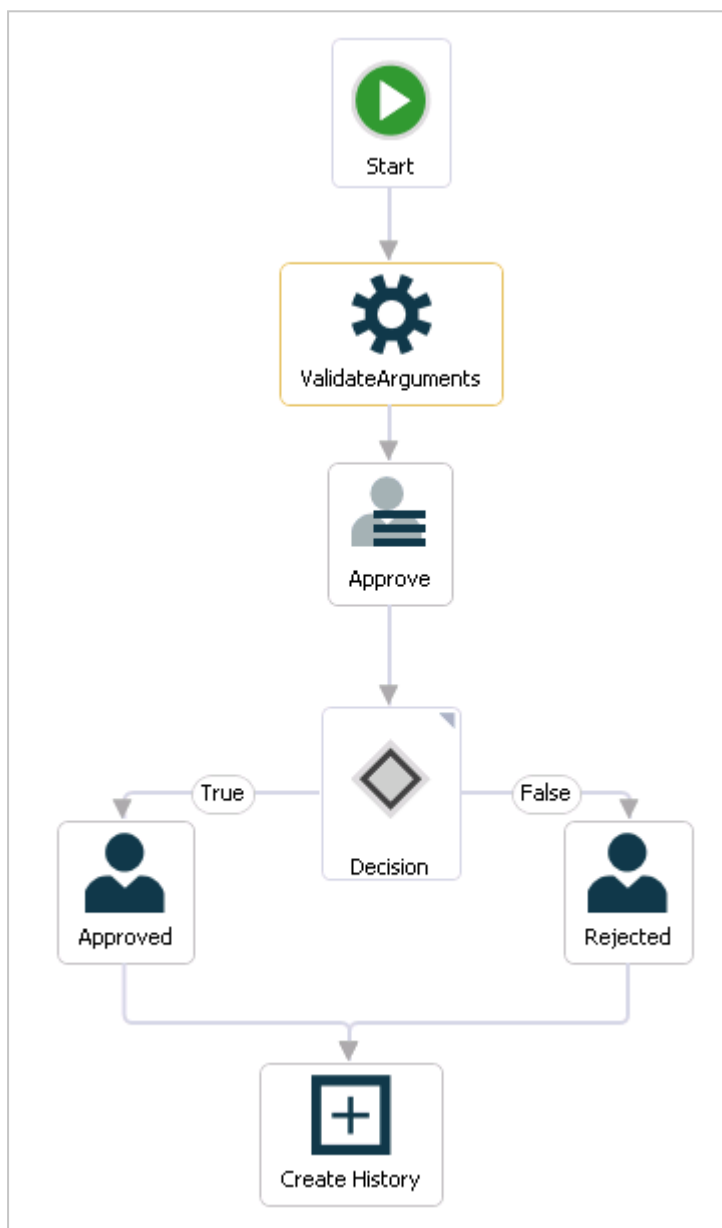 Start
ValidateArguments
Approve
True
False
Decision
Approved
Rejected
Create History